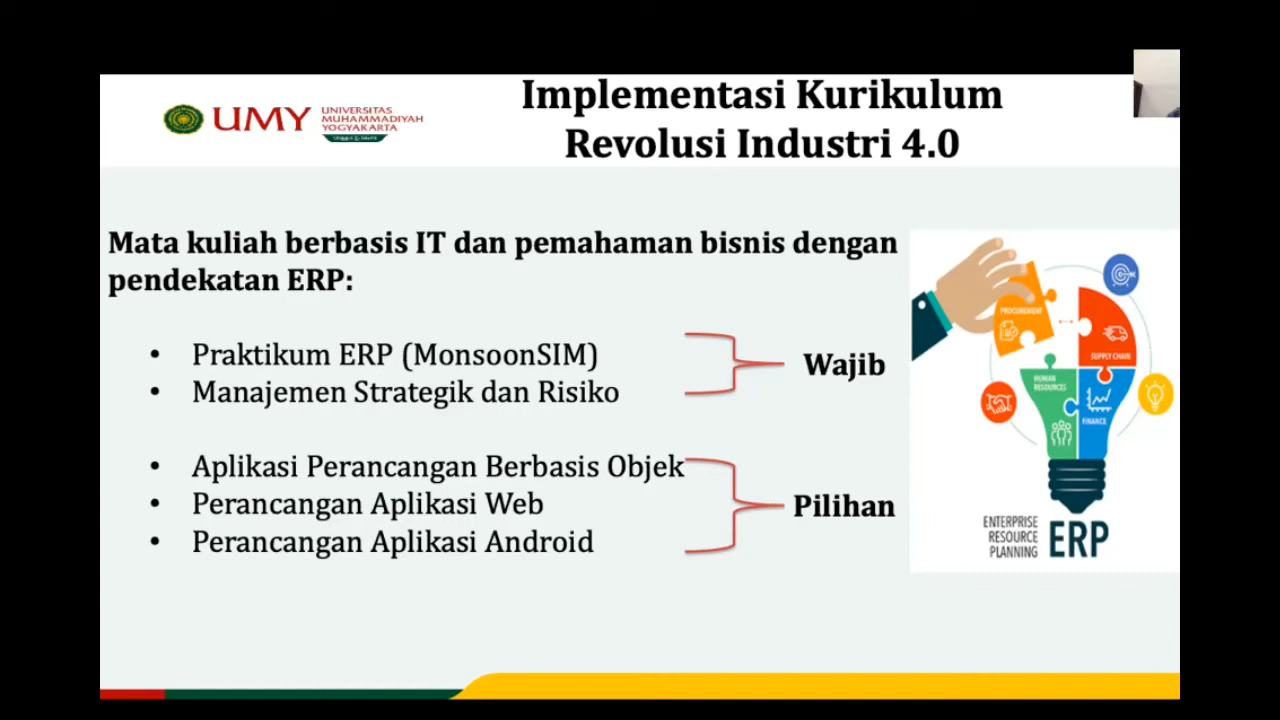 UMY
UNIVERSITAS
MUHAMMADIYAH
YOGYAKARTA
Implementasi Kurikulum
Revolusi Industri 4.0
Mata kuliah berbasis IT dan pemahaman bisnis dengan
pendekatan ERP:
• Praktikum ERP (MonsoonSIM)
• Manajemen Strategik dan Risiko
Wajib
• Aplikasi Perancangan Berbasis Objek
• Perancangan Aplikasi Web
• Perancangan Aplikasi Android
Pilihan
PROCUREMENT
SUPPLY CHAIN
HUMAN
RESOURCES
FINANCE
ENTERPRISE
RESOURCE
PLANNING
ERP